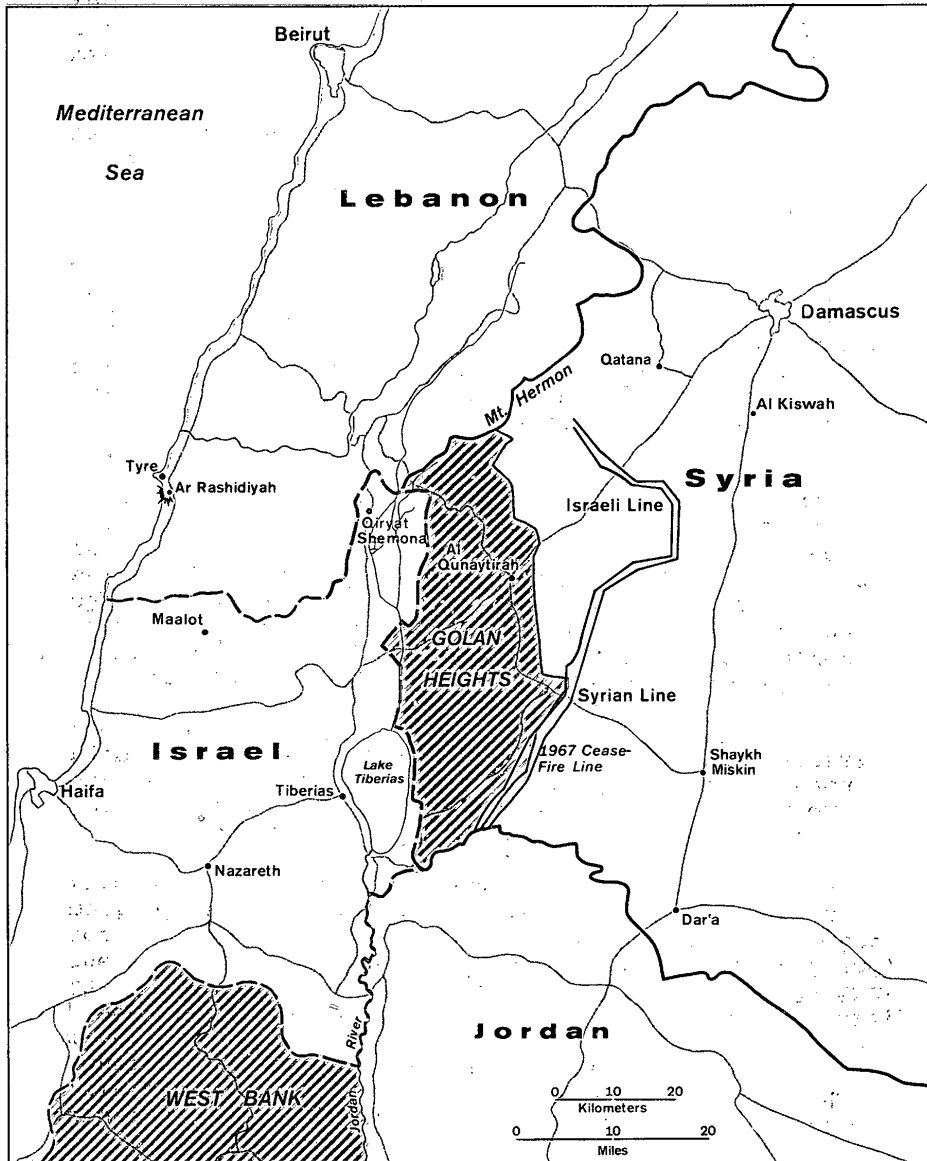 Beirut
Mediterranean
Sea
Lebanon
Damascus
Qatana
Mt. Hermon
Al Kiswah
Tyre
Ar Rashidiyah
Syria
Israeli Line
Qiryat
Shemona
Al
Qunaytirah
Maalot
GOLAN
HEIGHTS
Syrian Line
Israel
1967 Cease-
Fire Line
Shaykh
Miskin
Lake
Tiberias
Haifa
Tiberias
Nazareth
Dar'a
Jordan
River
Jordan
WEST BANK
0 10 20
Kilometers
0 10 20
Miles